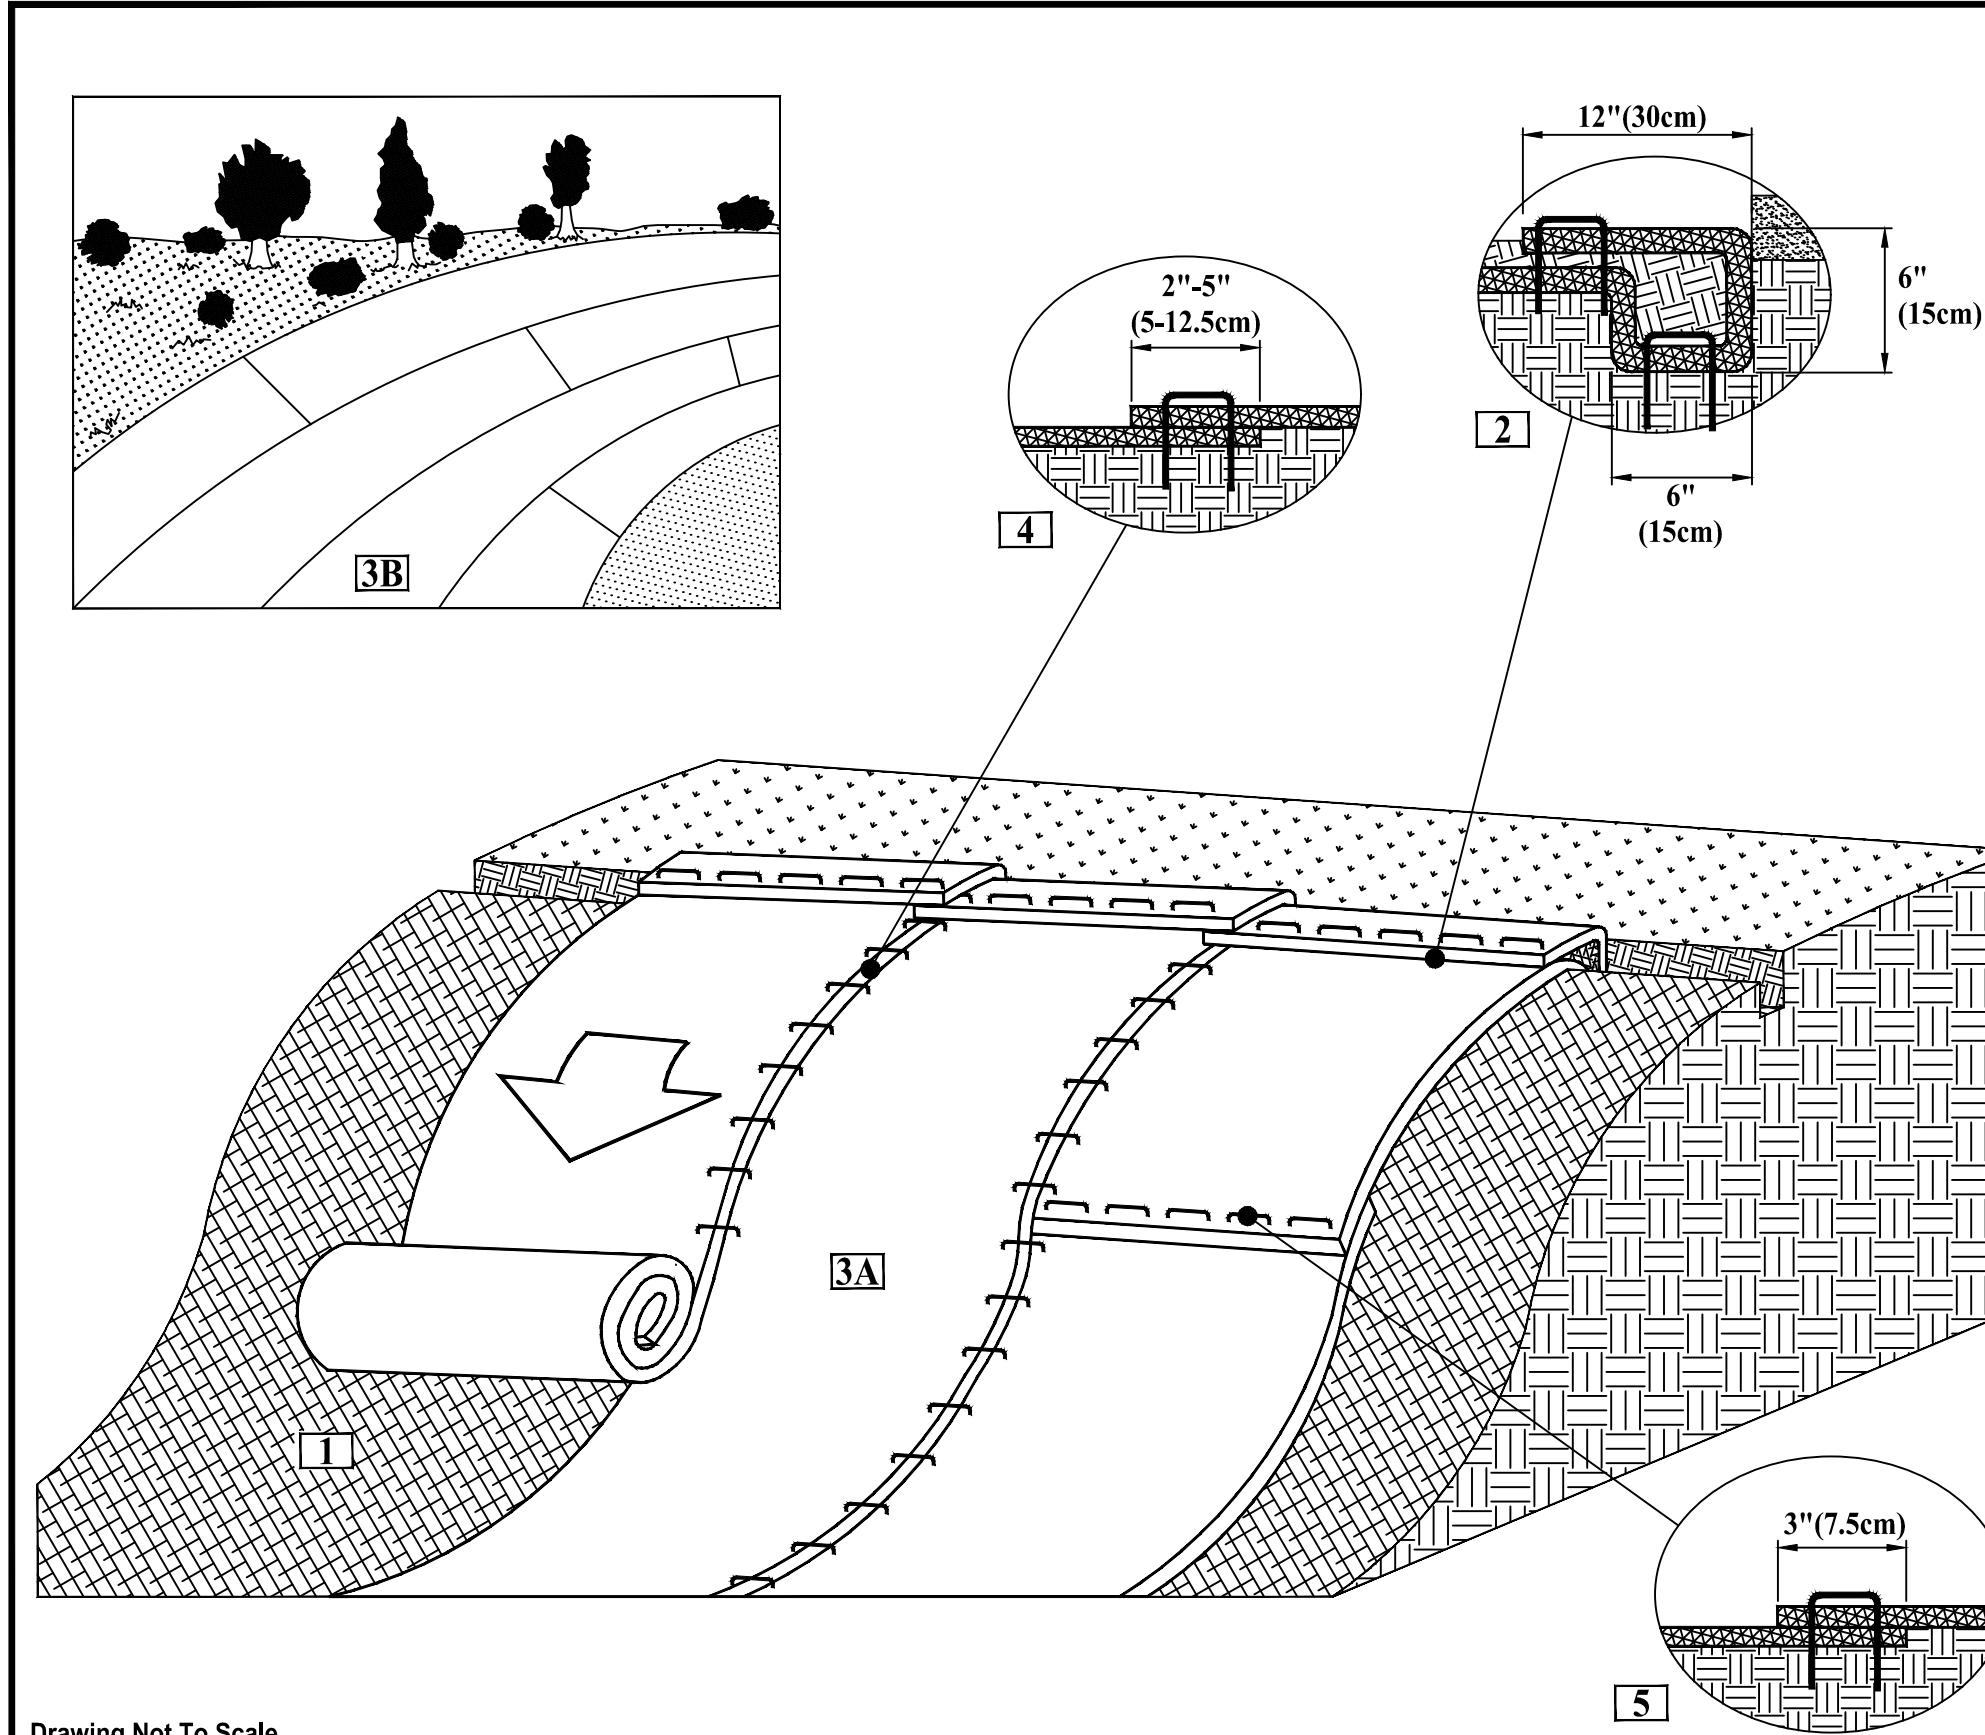 12"(30cm)
6"
(15cm)
2
6"
(15cm)
2"-5"
(5-12.5cm)
4
3B
3A
1
3"(7.5cm)
5
Drawing Not To Scale